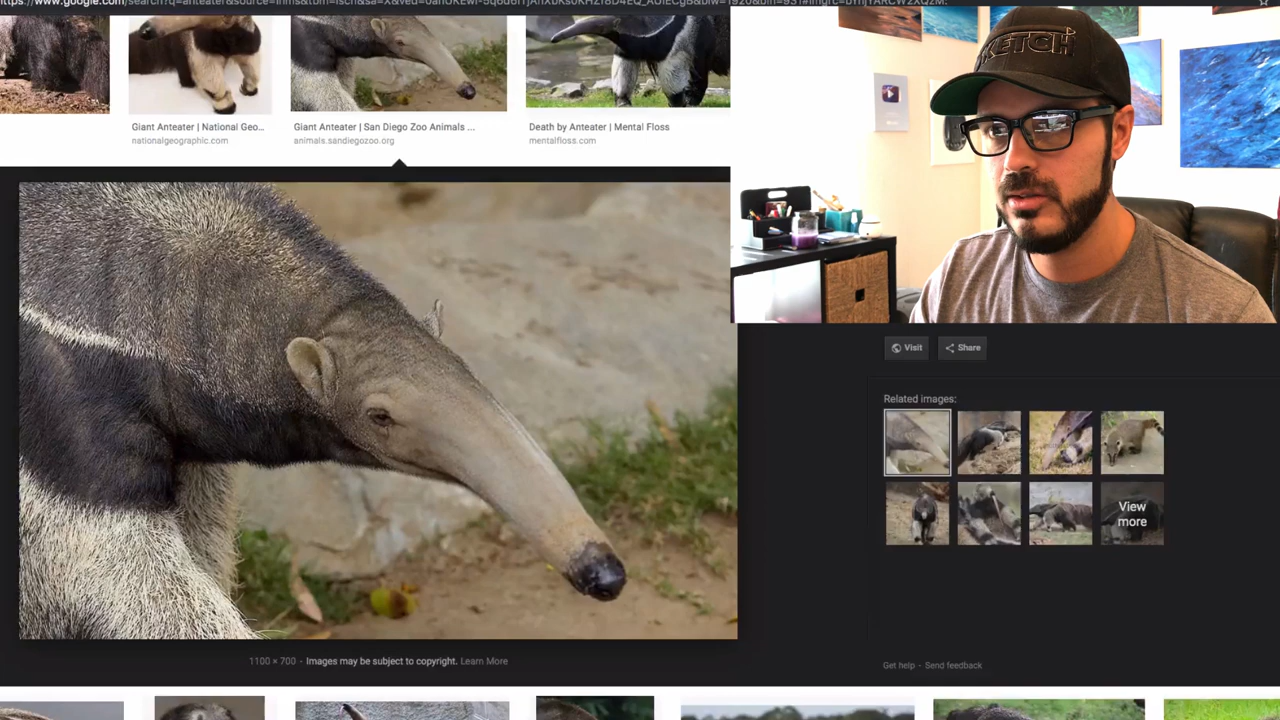 Giant Anteater | National Geo...
nationalgeographic.com
Giant Anteater | San Diego Zoo Animals ...
animals.sandiegozoo.org
Death by Anteater | Mental Floss
mentalfloss.com
SKETCH
Visit
Share
Related images:
View
more
1100 × 700 - Images may be subject to copyright. Learn More
Get help - Send feedback